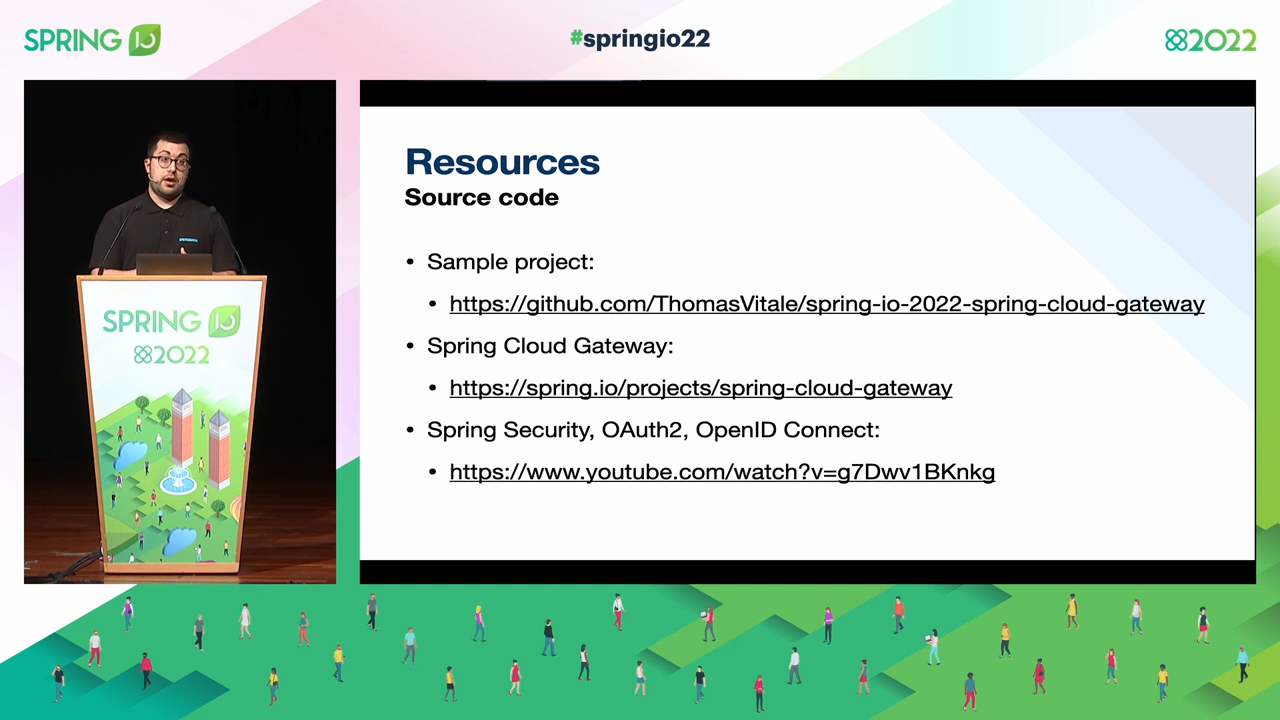 SPRING IO
#springio22
2022
SPRING IO
2022
Resources
Source code
• Sample project:
• https://github.com/ThomasVitale/spring-io-2022-spring-cloud-gateway
• Spring Cloud Gateway:
• https://spring.io/projects/spring-cloud-gateway
• Spring Security, OAuth2, OpenID Connect:
• https://www.youtube.com/watch?v=g7Dwv1BKnkg